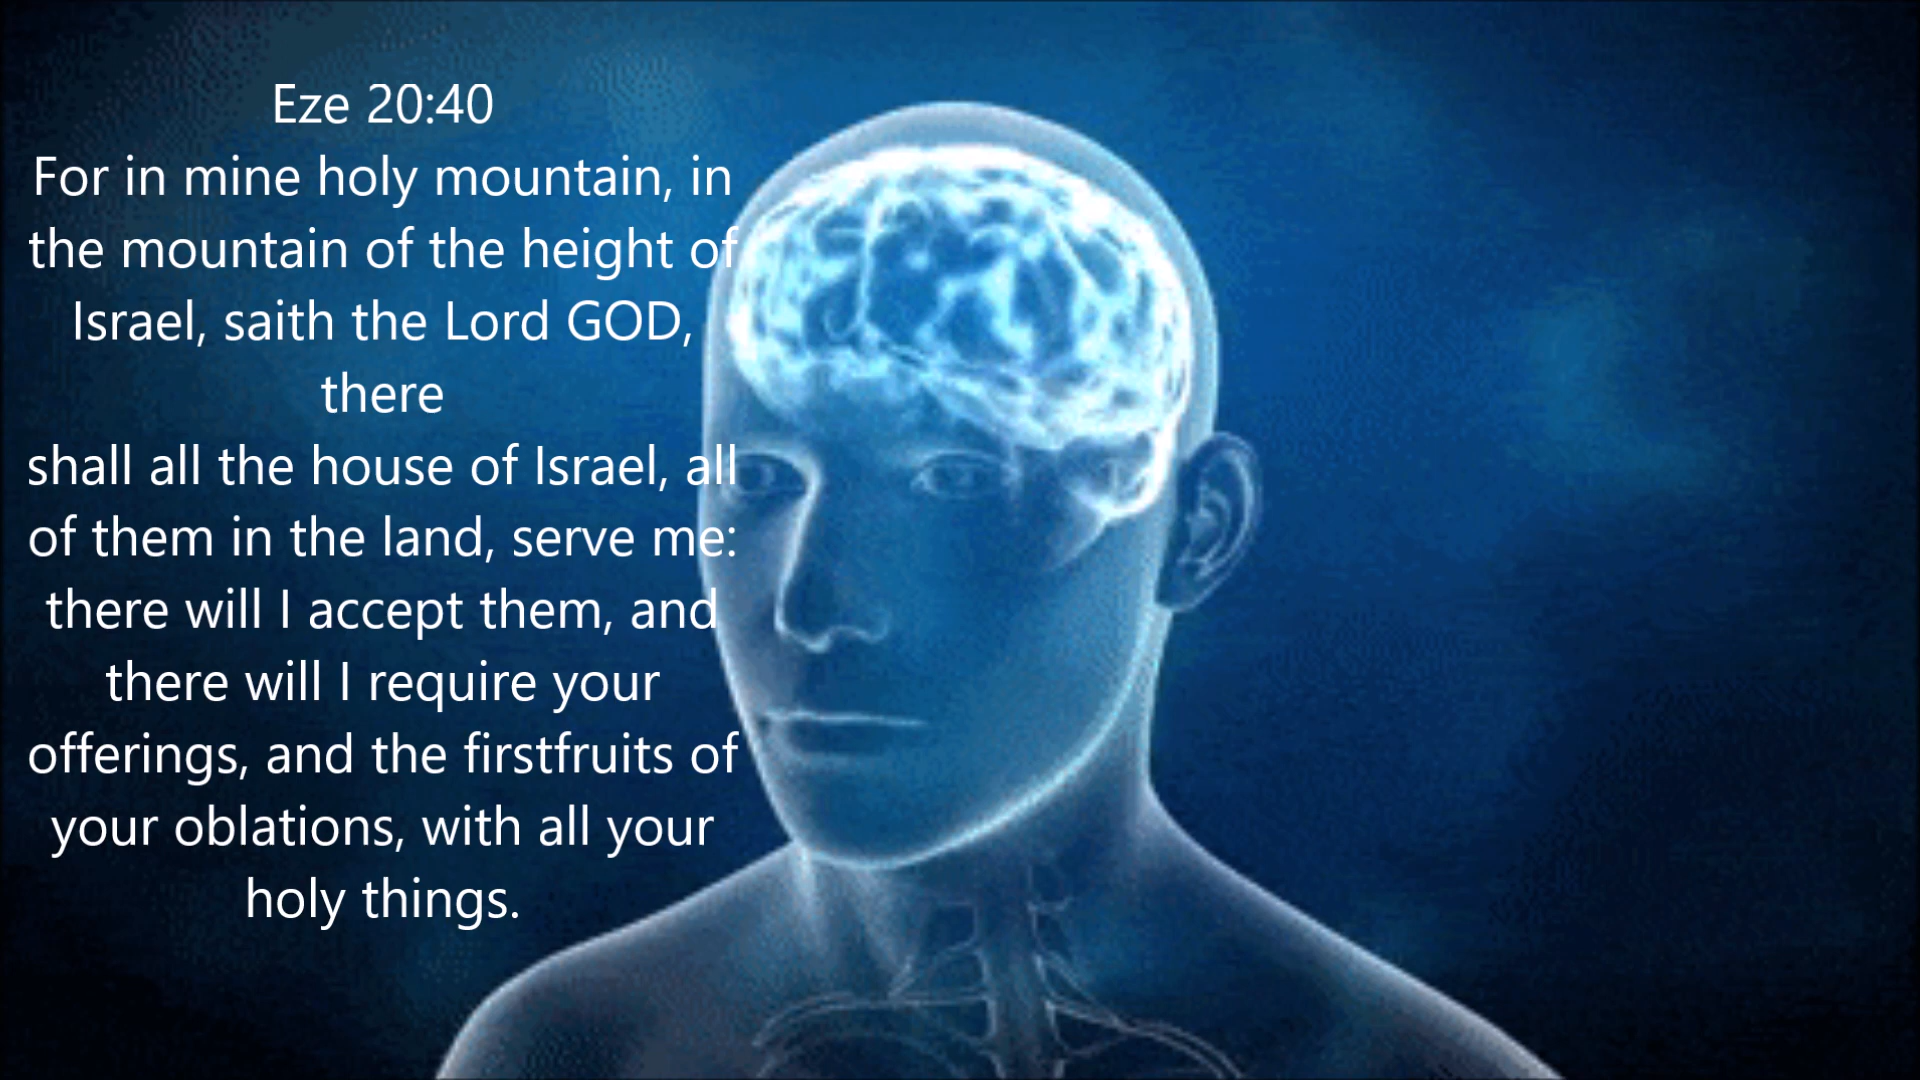 Eze 20:40
For in mine holy mountain, in
the mountain of the height of
Israel, saith the Lord GOD,
there
shall all the house of Israel, all
of them in the land, serve me:
there will I accept them, and
there will I require your
offerings, and the firstfruits of
your oblations, with all your
holy things.